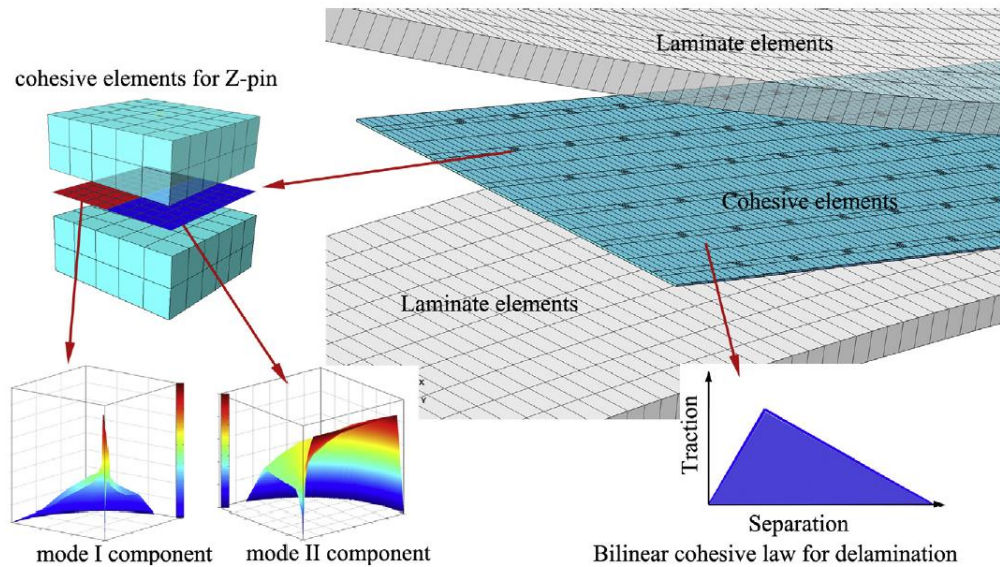 Laminate elements
cohesive elements for Z-pin
Cohesive elements
Laminate elements
X
Y
Traction
Separation
mode I component
mode II component
Bilinear cohesive law for delamination